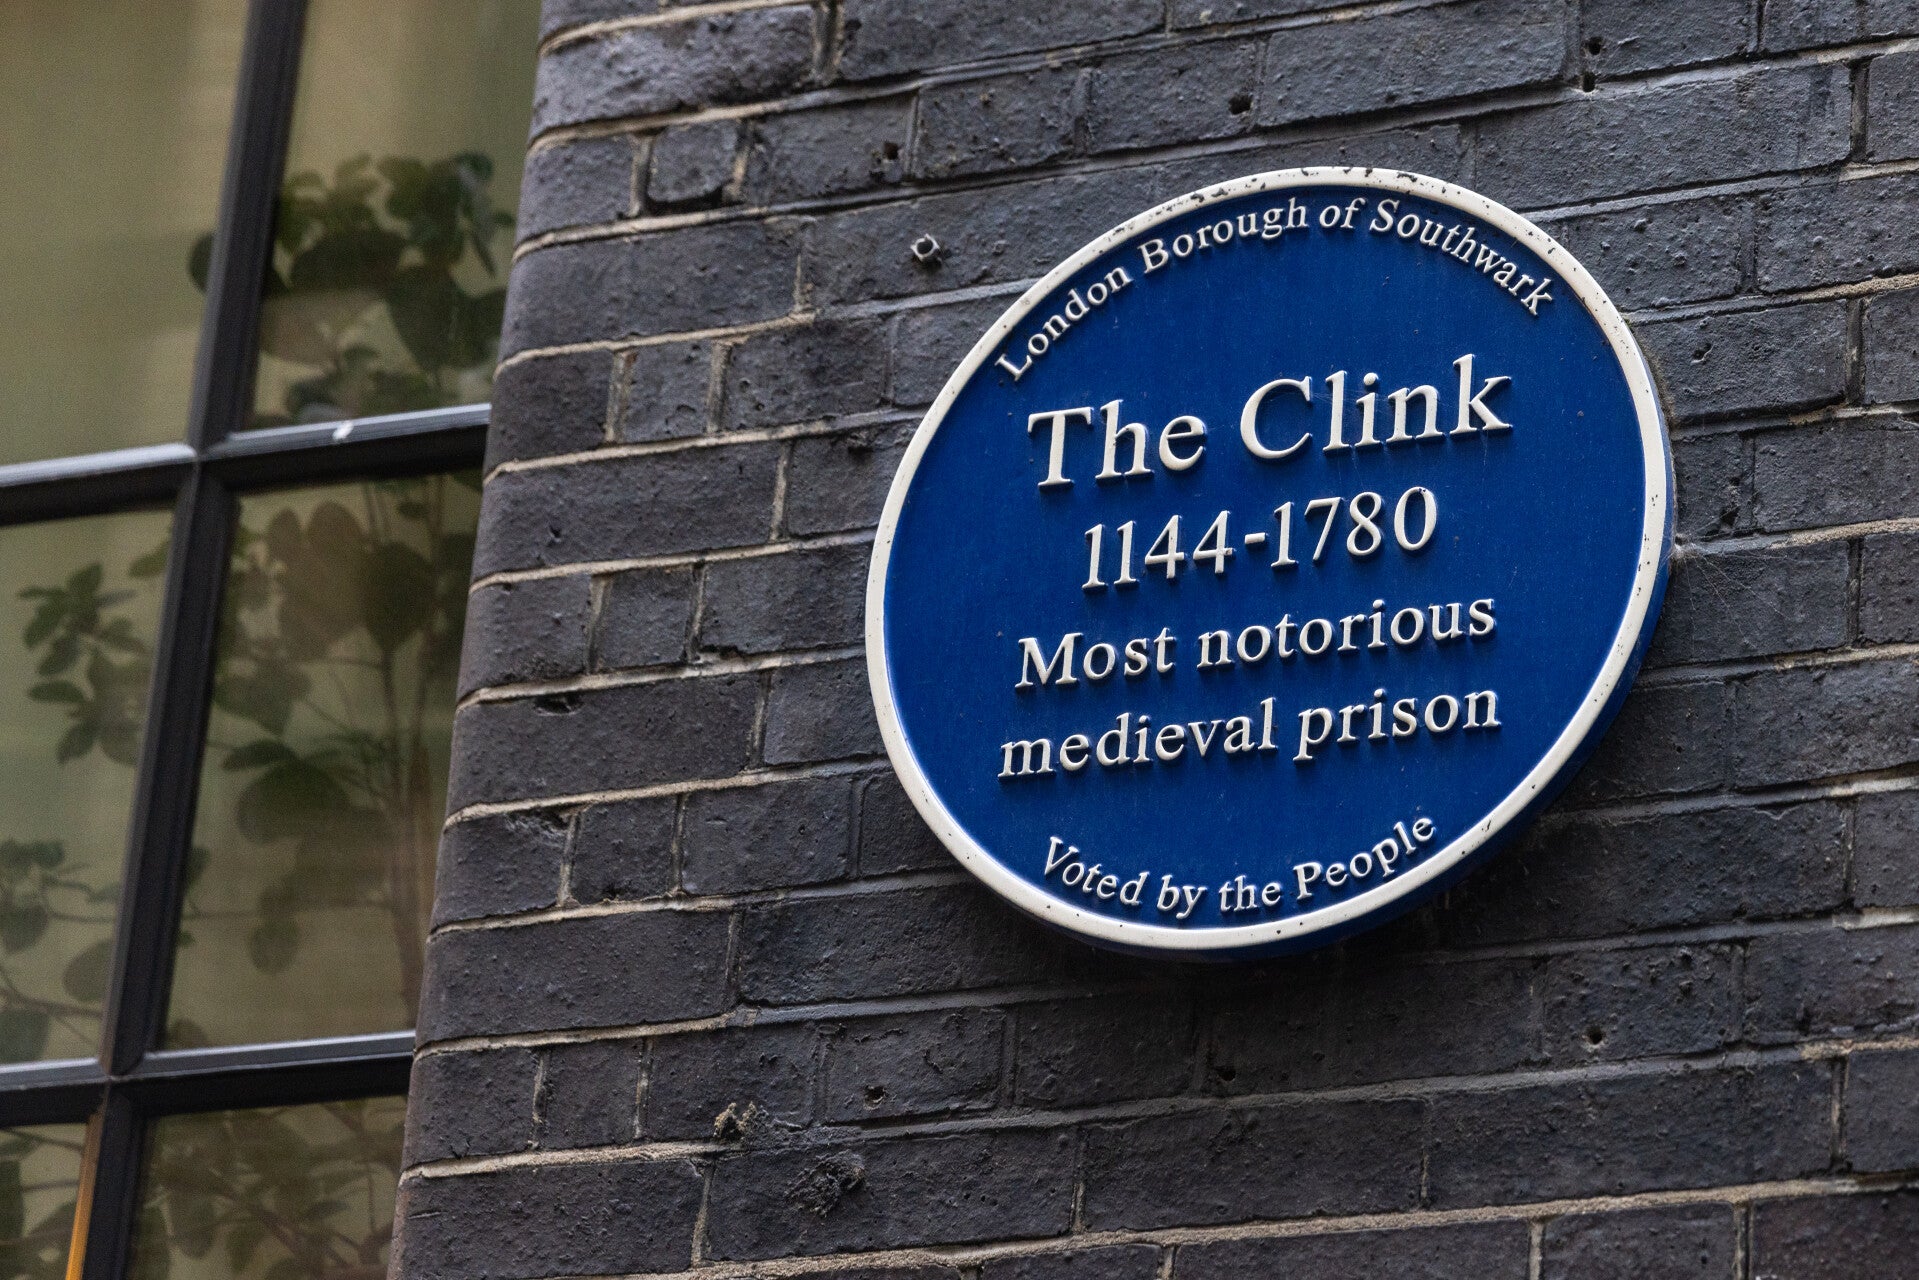 London Borough of Southwark
The Clink
1144-1780
Most notorious
medieval prison
Voted by the People